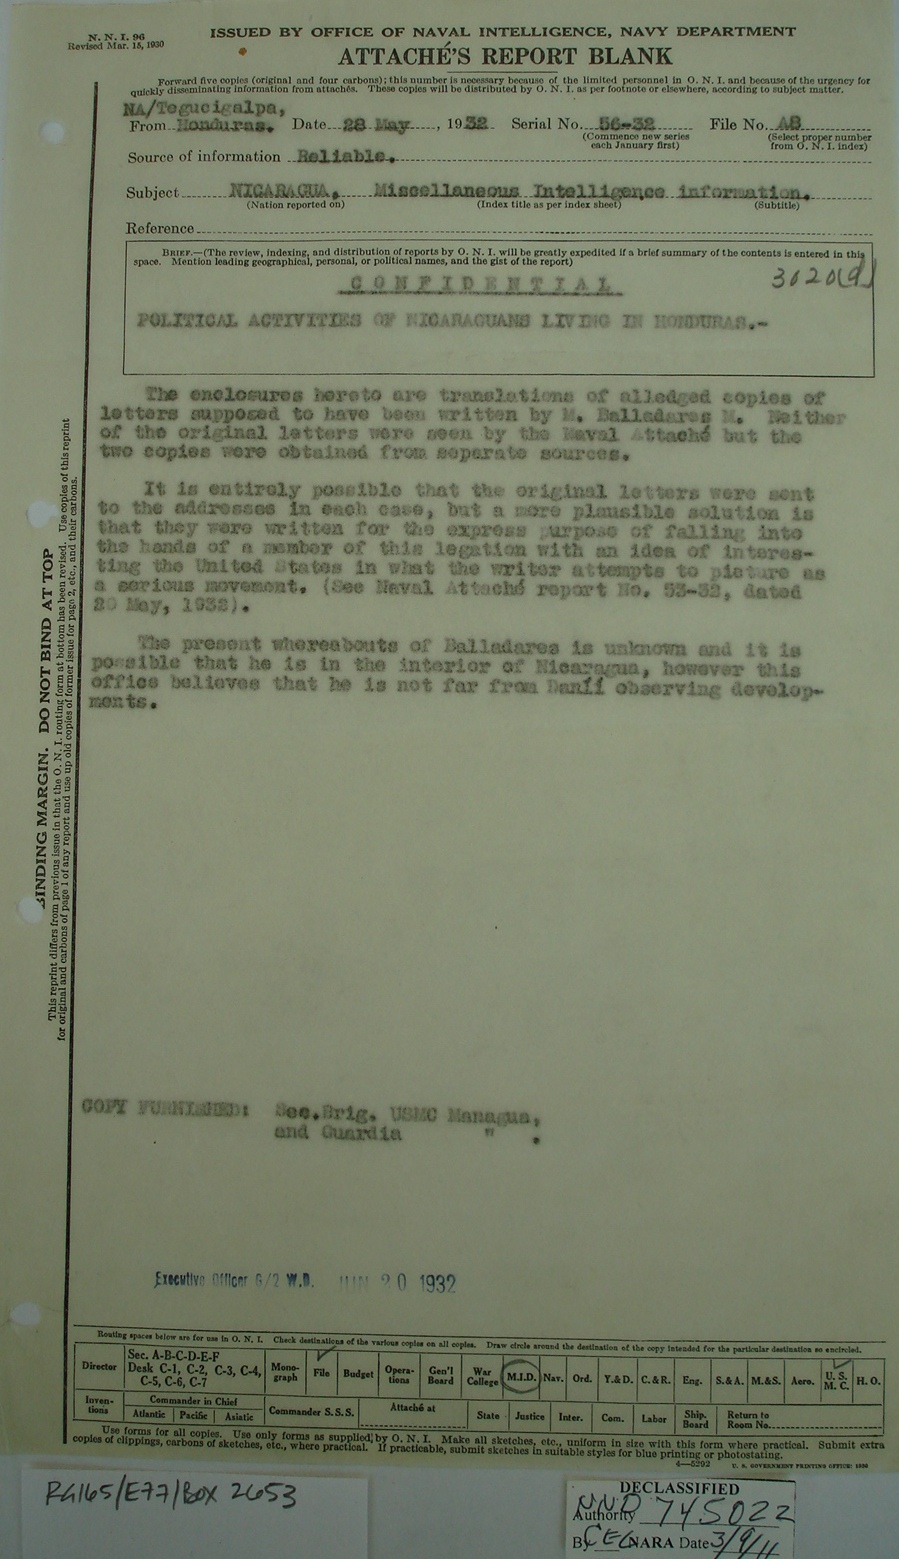 N. N. I. 96
Revised Mar. 15, 1930
ISSUED BY OFFICE OF NAVAL INTELLIGENCE, NAVY DEPARTMENT
ATTACHÉ'S REPORT BLANK
Forward five copies (original and four carbons); this number is necessary because of the limited personnel in O. N. I. and because of the urgency for
quickly disseminating information from attachés. These copies will be distributed by O. N. I. as per footnote or elsewhere, according to subject matter.
NA/Tegucigalpa,
From Honduras. Date 28 May, 1932 Serial No. 56-32 File No. A8
(Commence new series each January first) (Select proper number from O. N. I. index)
Source of information Reliable.
Subject NICARAGUA, Miscellaneous Intelligence information.
(Nation reported on) (Index title as per index sheet) (Subtitle)
Reference
BRIEF.—(The review, indexing, and distribution of reports by O. N. I. will be greatly expedited if a brief summary of the contents is entered in this
space. Mention leading geographical, personal, or political names, and the gist of the report)
3020(9)
C O N F I D E N T I A L
POLITICAL ACTIVITIES OF NICARAGUANS LIVING IN HONDURAS.-
The enclosures hereto are translations of alledged copies of
letters supposed to have been written by M. Balladares M. Neither
of the original letters were seen by the Naval Attaché but the
two copies were obtained from seperate sources.
It is entirely possible that the original letters were sent
to the addresses in each case, but a more plausible solution is
that they were written for the express purpose of falling into
the hands of a member of this legation with an idea of interes-
ting the United States in what the writer attempts to picture as
a serious movement. (See Naval Attaché report No. 53-32, dated
May, 1932).
The present whereabouts of Balladares is unknown and it is
possible that he is in the interior of Nicaragua, however this
office believes that he is not far from Danlí observing develop-
ments.
COPY FURNISHED: Sec.Brig. USMC Managua,
and Guardia " .
Executive Officer G/2 W.D. JUN 20 1932
BINDING MARGIN. DO NOT BIND AT TOP
This reprint differs from previous issue in that the O. N. I. routing form at bottom has been revised. Use copies of this reprint
for original and carbons of page 1 of any report and use up old copies of former issue for page 2, etc., and their carbons.
Routing spaces below are for use in O. N. I. Check destinations of the various copies on all copies. Draw circle around the destination of the copy intended for the particular destination so encircled.
Director
Sec. A-B-C-D-E-F
Desk C-1, C-2, C-3, C-4,
C-5, C-6, C-7
Mono-
graph
File
Budget
Opera-
tions
Gen'l
Board
War
College
M.I.D.
Nav.
Ord.
Y.&D.
C.&R.
Eng.
S.&A.
M.&S.
Aero.
U. S.
M. C.
H. O.
Inven-
tions
Commander in Chief
Atlantic Pacific Asiatic
Commander S. S. S.
Attaché at
State
Justice
Inter.
Com.
Labor
Ship.
Board
Return to
Room No.
Use forms for all copies. Use only forms as supplied by O. N. I. Make all sketches, etc., uniform in size with this form where practical. Submit extra
copies of clippings, carbons of sketches, etc., where practical. If practicable, submit sketches in suitable styles for blue printing or photostating.
4—5292 U. S. GOVERNMENT PRINTING OFFICE: 1930
RG165/E77/BOX 2653
DECLASSIFIED
Authority NND 745022
By CEC NARA Date 3/9/11